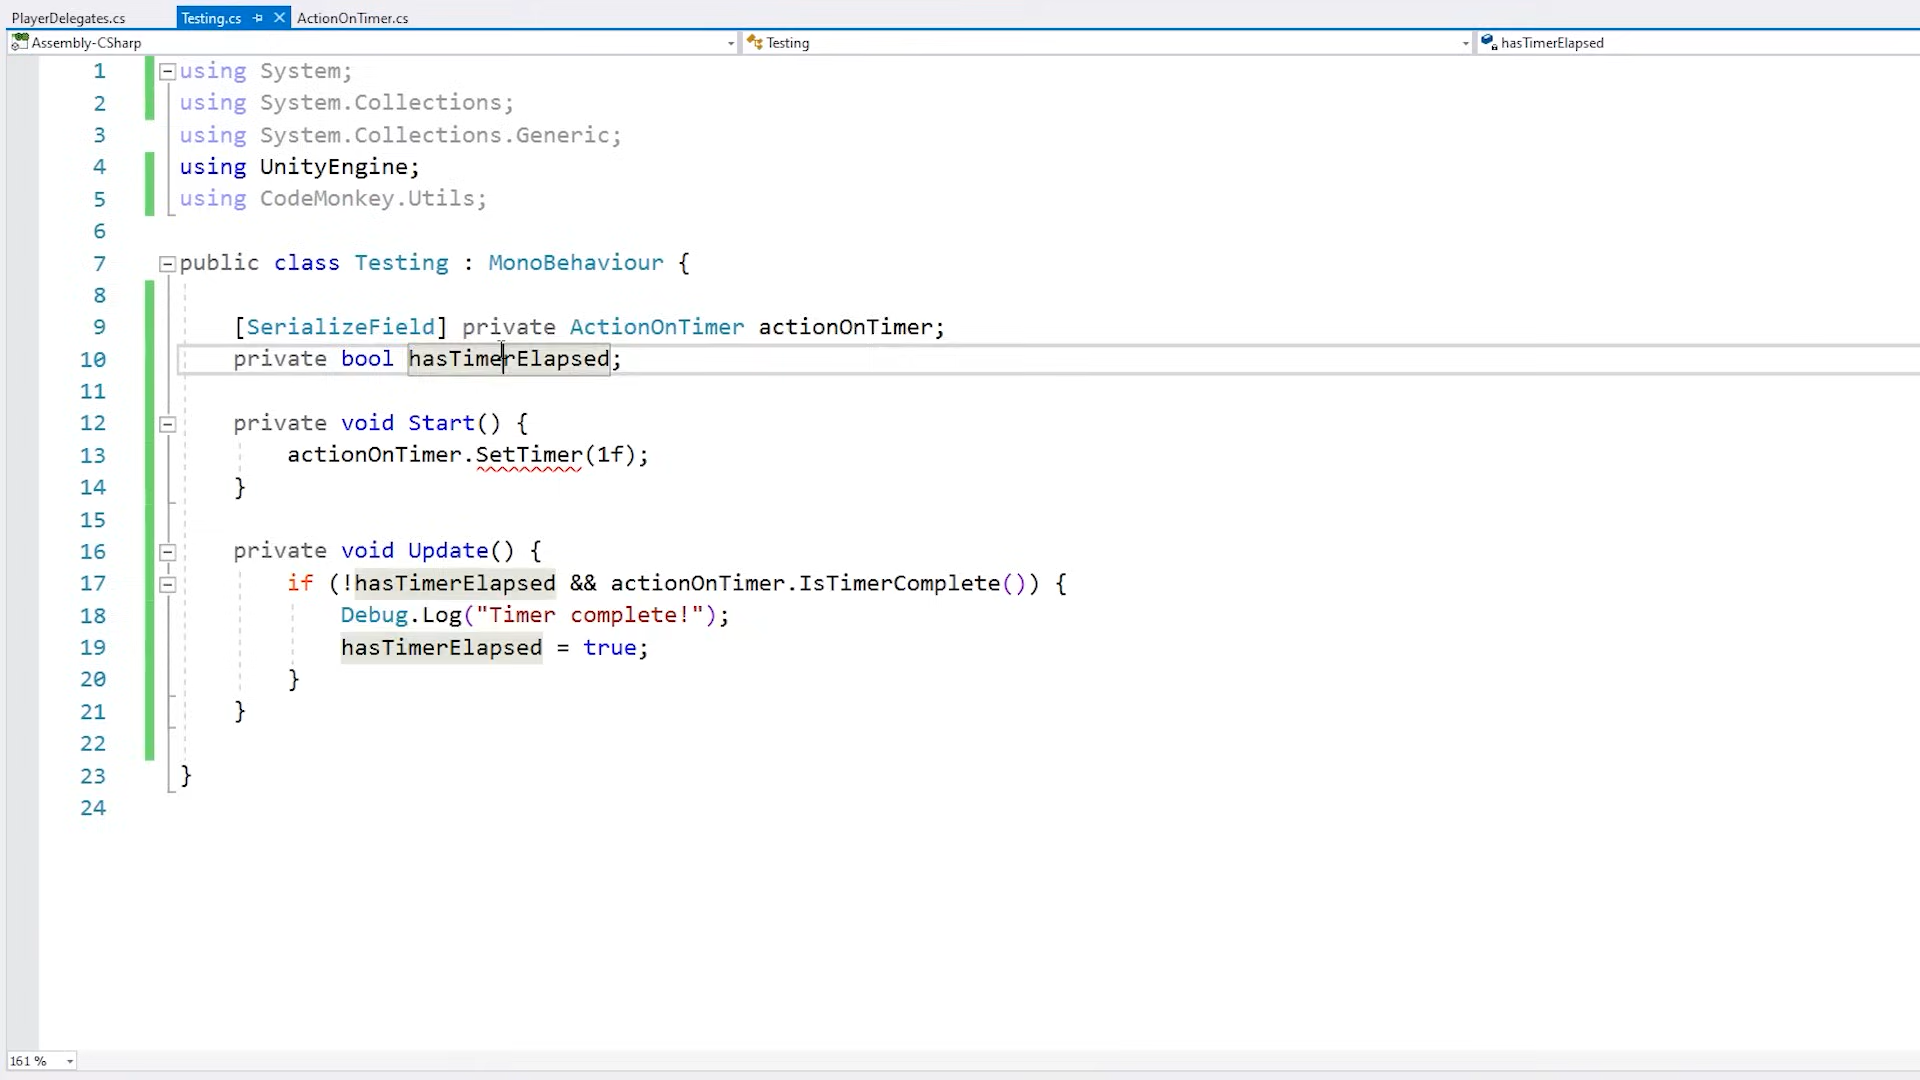 PlayerDelegates.cs Testing.cs ActionOnTimer.cs
Assembly-CSharp Testing hasTimerElapsed
1 using System;
2 using System.Collections;
3 using System.Collections.Generic;
4 using UnityEngine;
5 using CodeMonkey.Utils;
6
7 public class Testing : MonoBehaviour {
8
9 [SerializeField] private ActionOnTimer actionOnTimer;
10 private bool hasTimerElapsed;
11
12 private void Start() {
13 actionOnTimer.SetTimer(1f);
14 }
15
16 private void Update() {
17 if (!hasTimerElapsed && actionOnTimer.IsTimerComplete()) {
18 Debug.Log("Timer complete!");
19 hasTimerElapsed = true;
20 }
21 }
22
23 }
24
161 %